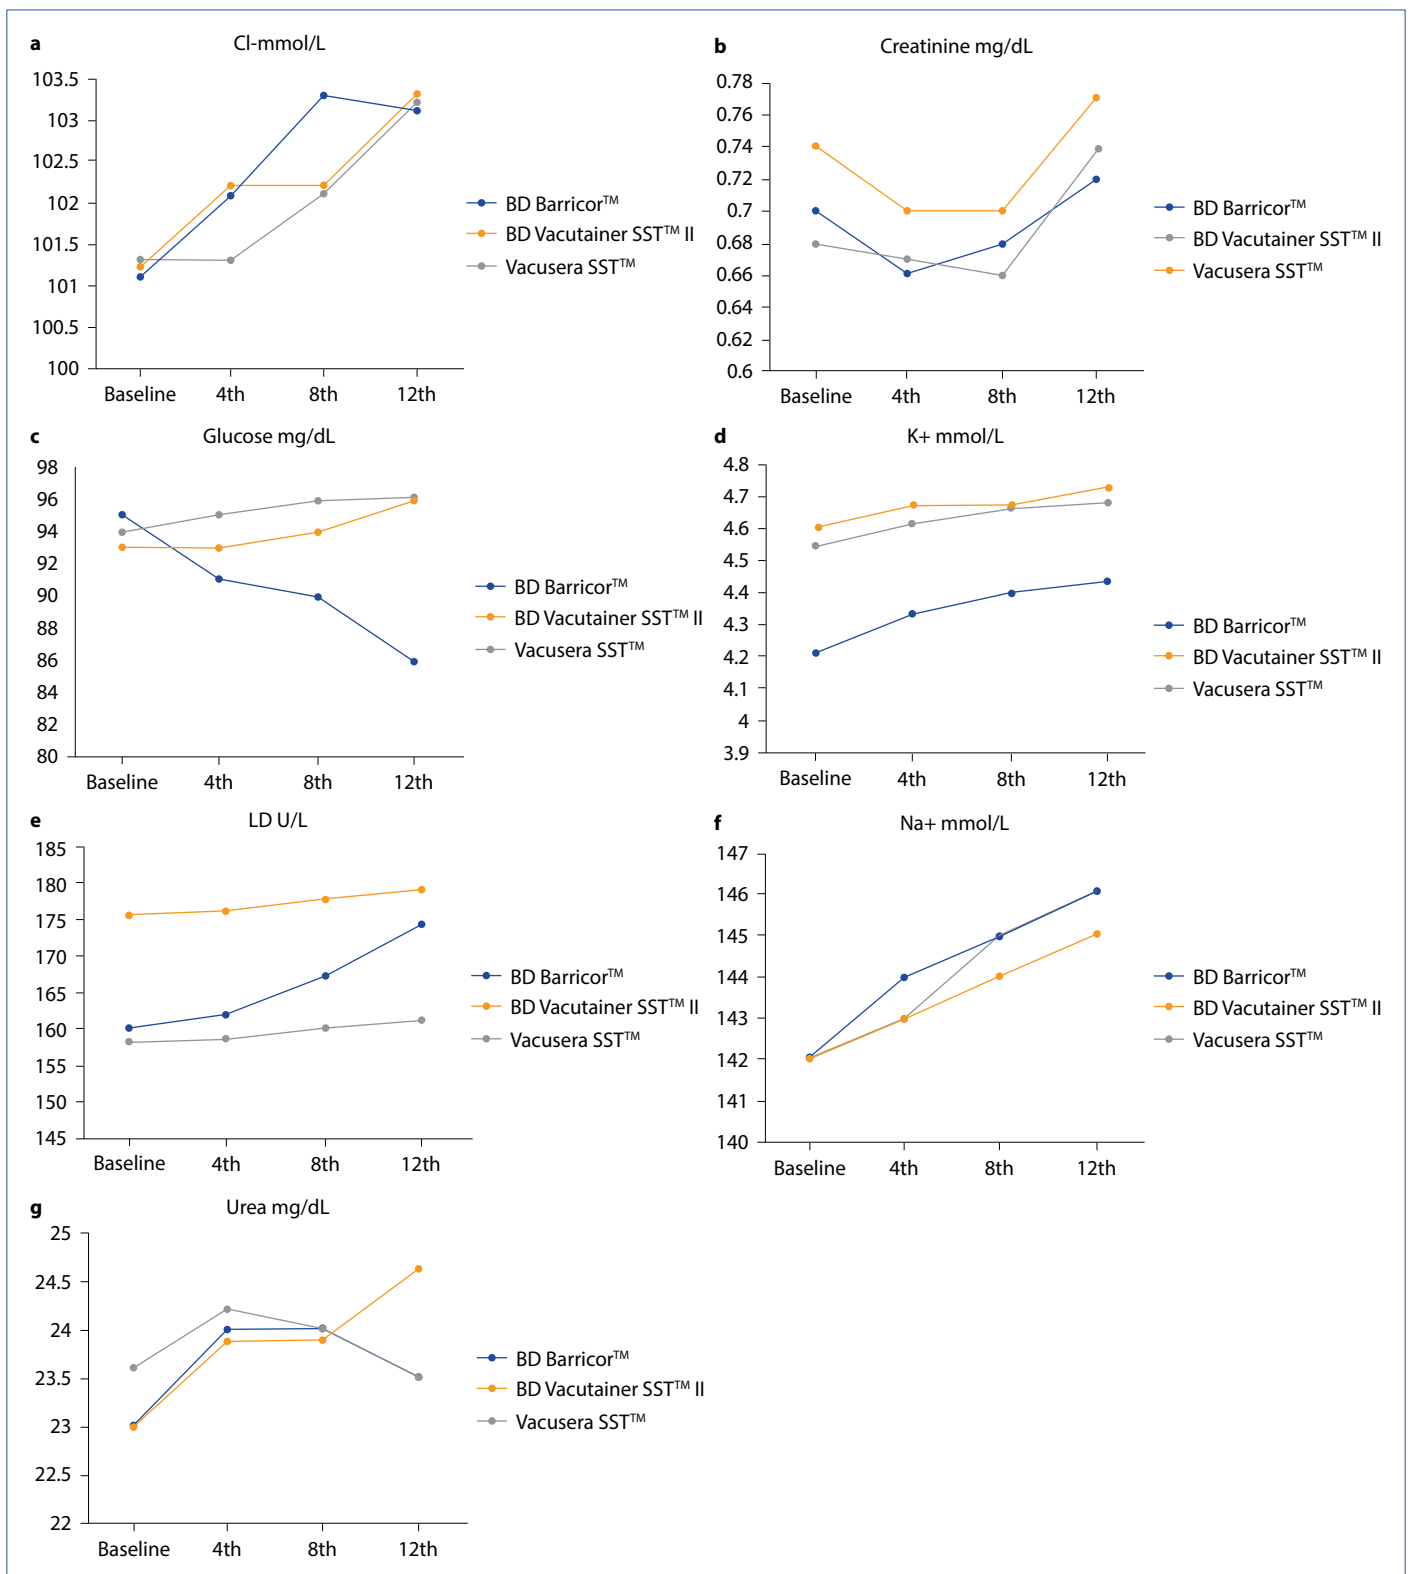 a
Cl-mmol/L
103.5
103
102.5
102
101.5
101
100.5
100
Baseline 4th 8th 12th
BD Barricor™
BD Vacutainer SST™ II
Vacusera SST™
b
Creatinine mg/dL
0.78
0.76
0.74
0.72
0.7
0.68
0.66
0.64
0.62
0.6
Baseline 4th 8th 12th
BD Barricor™
BD Vacutainer SST™ II
Vacusera SST™
c
Glucose mg/dL
98
96
94
92
90
88
86
84
82
80
Baseline 4th 8th 12th
BD Barricor™
BD Vacutainer SST™ II
Vacusera SST™
d
K+ mmol/L
4.8
4.7
4.6
4.5
4.4
4.3
4.2
4.1
4
3.9
Baseline 4th 8th 12th
BD Barricor™
BD Vacutainer SST™ II
Vacusera SST™
e
LD U/L
185
180
175
170
165
160
155
150
145
Baseline 4th 8th 12th
BD Barricor™
BD Vacutainer SST™ II
Vacusera SST™
f
Na+ mmol/L
147
146
145
144
143
142
141
140
Baseline 4th 8th 12th
BD Barricor™
BD Vacutainer SST™ II
Vacusera SST™
g
Urea mg/dL
25
24.5
24
23.5
23
22.5
22
Baseline 4th 8th 12th
BD Barricor™
BD Vacutainer SST™ II
Vacusera SST™